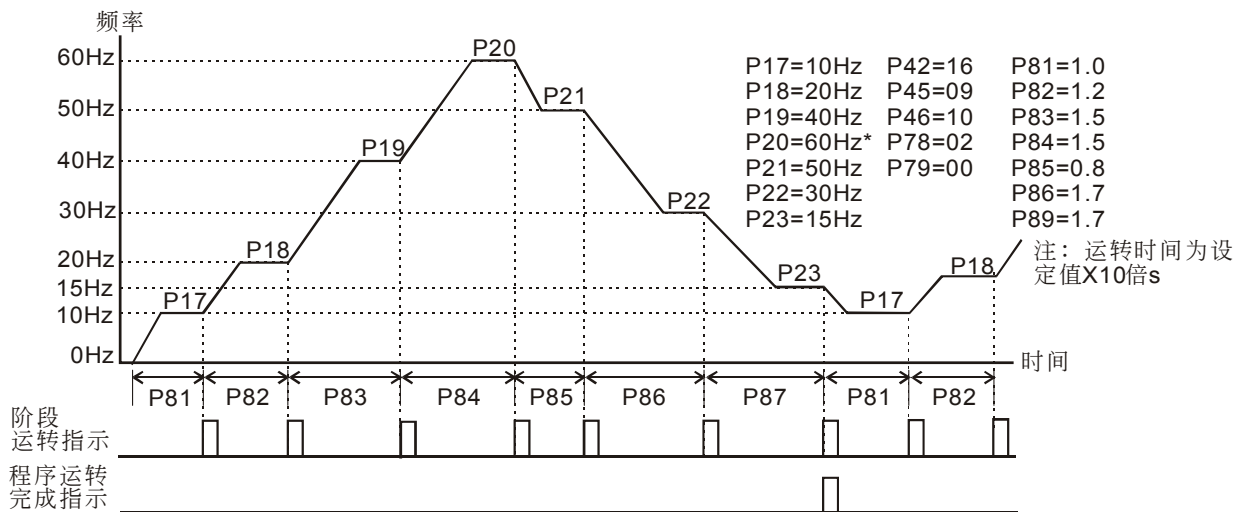 频率
60Hz
50Hz
40Hz
30Hz
20Hz
15Hz
10Hz
0Hz
P17
P18
P19
P20
P21
P22
P23
P17
P18
P17=10Hz P42=16 P81=1.0
P18=20Hz P45=09 P82=1.2
P19=40Hz P46=10 P83=1.5
P20=60Hz* P78=02 P84=1.5
P21=50Hz P79=00 P85=0.8
P22=30Hz P86=1.7
P23=15Hz P89=1.7
注：运转时间为设
定值X10倍s
时间
P81 P82 P83 P84 P85 P86 P87 P81 P82
阶段
运转指示
程序运转
完成指示